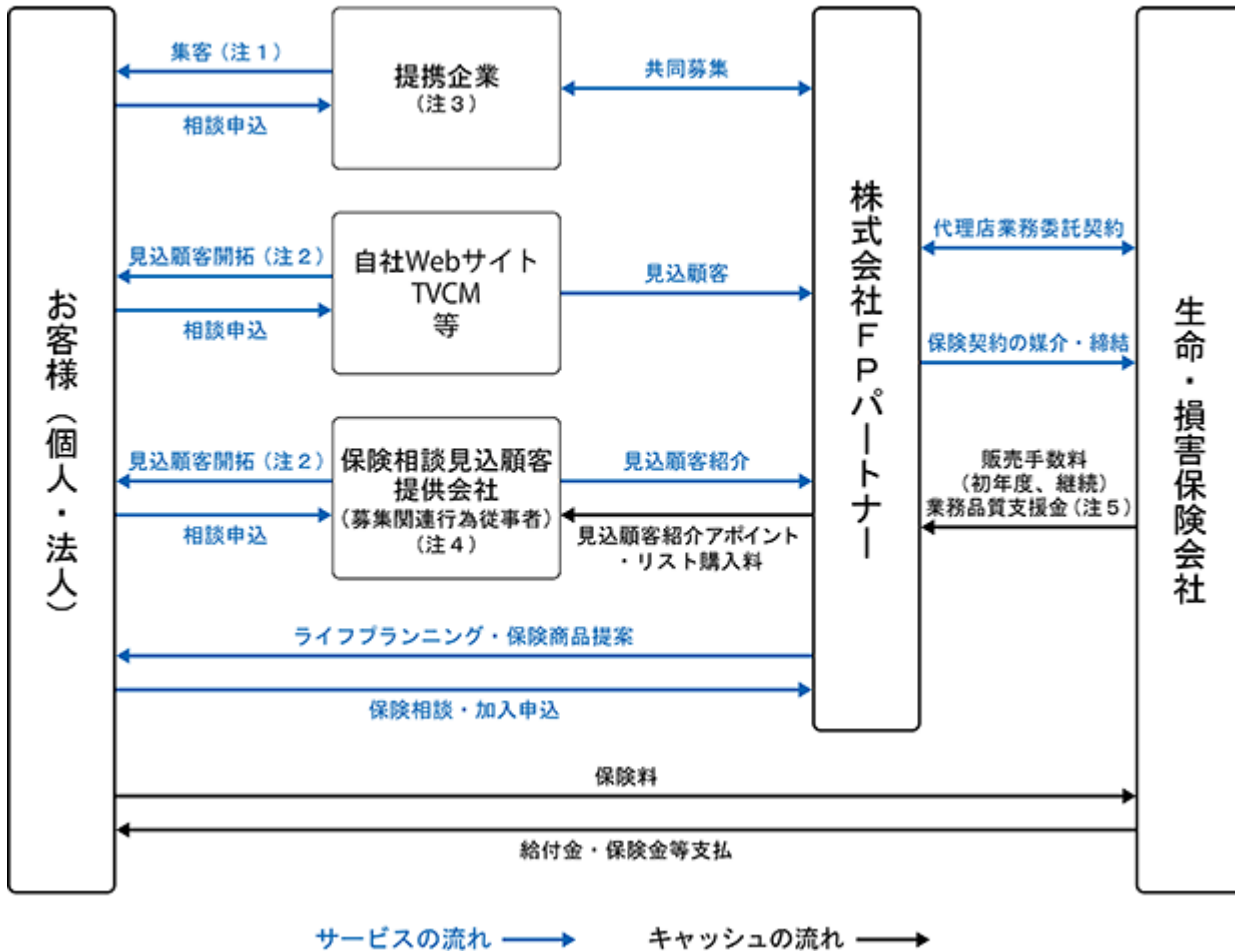 お客様（個人・法人）
集客（注１）
相談申込
提携企業
（注３）
共同募集
見込顧客開拓（注２）
相談申込
自社Webサイト
TVCM
等
見込顧客
見込顧客開拓（注２）
相談申込
保険相談見込顧客
提供会社
（募集関連行為従事者）
（注４）
見込顧客紹介
見込顧客紹介アポイント
・リスト購入料
ライフプランニング・保険商品提案
保険相談・加入申込
株式会社ＦＰパートナー
代理店業務委託契約
保険契約の媒介・締結
販売手数料
（初年度、継続）
業務品質支援金（注５）
生命・損害保険会社
保険料
給付金・保険金等支払
サービスの流れ
キャッシュの流れ